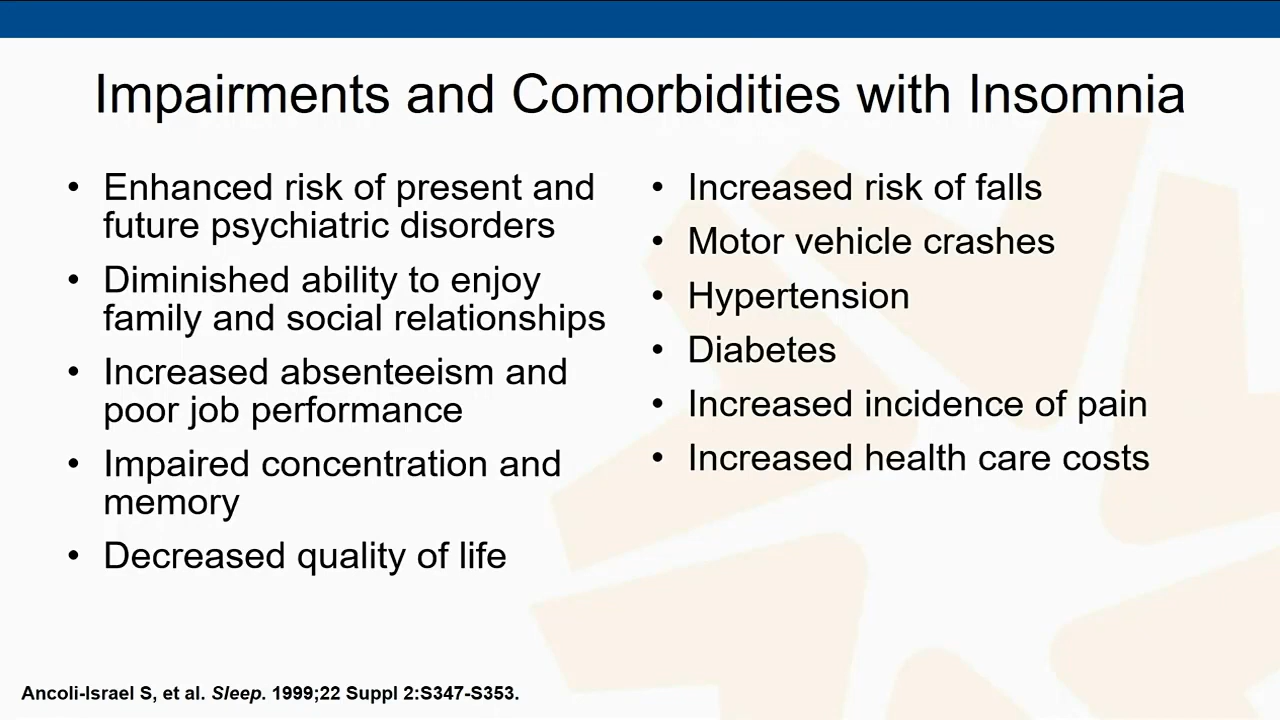 Impairments and Comorbidities with Insomnia
• Enhanced risk of present and
future psychiatric disorders
• Diminished ability to enjoy
family and social relationships
• Increased absenteeism and
poor job performance
• Impaired concentration and
memory
• Decreased quality of life
• Increased risk of falls
• Motor vehicle crashes
• Hypertension
• Diabetes
• Increased incidence of pain
• Increased health care costs
Ancoli-Israel S, et al. Sleep. 1999;22 Suppl 2:S347-S353.